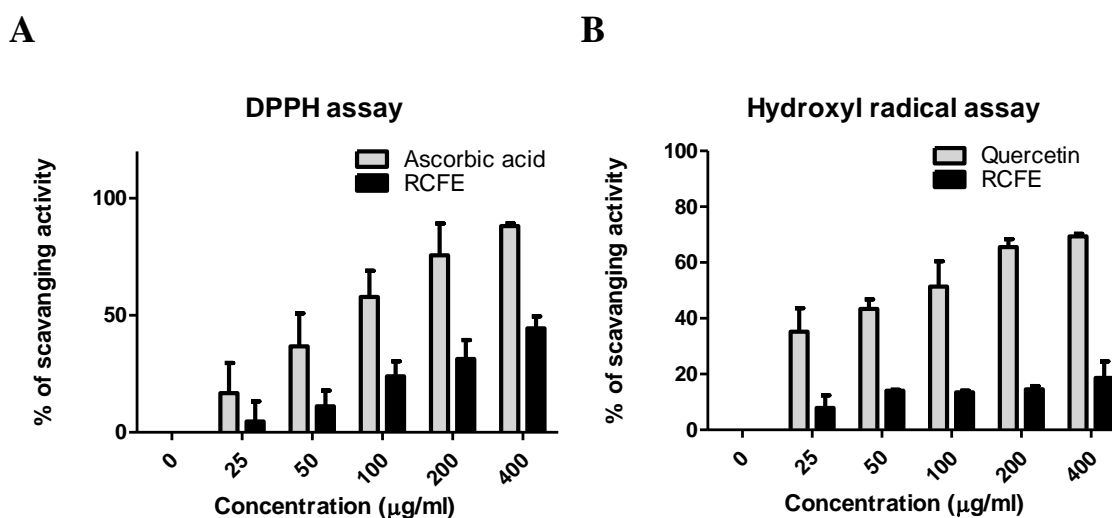 A
B
DPPH assay
Hydroxyl radical assay
Ascorbic acid
RCFE
Quercetin
RCFE
% of scavanging activity
100
50
0
0
25
50
100
200
400
Concentration (μg/ml)
% of scavanging activity
100
80
60
40
20
0
0
25
50
100
200
400
Concentration (μg/ml)